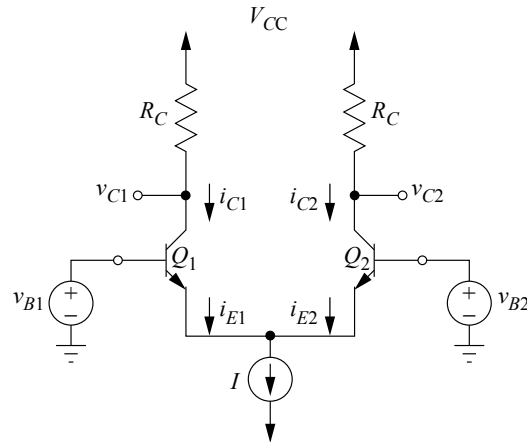 V_CC
R_C R_C
v_C1 i_C1 i_C2 v_C2
Q_1 Q_2
v_B1 + − i_E1 i_E2 + − v_B2
I